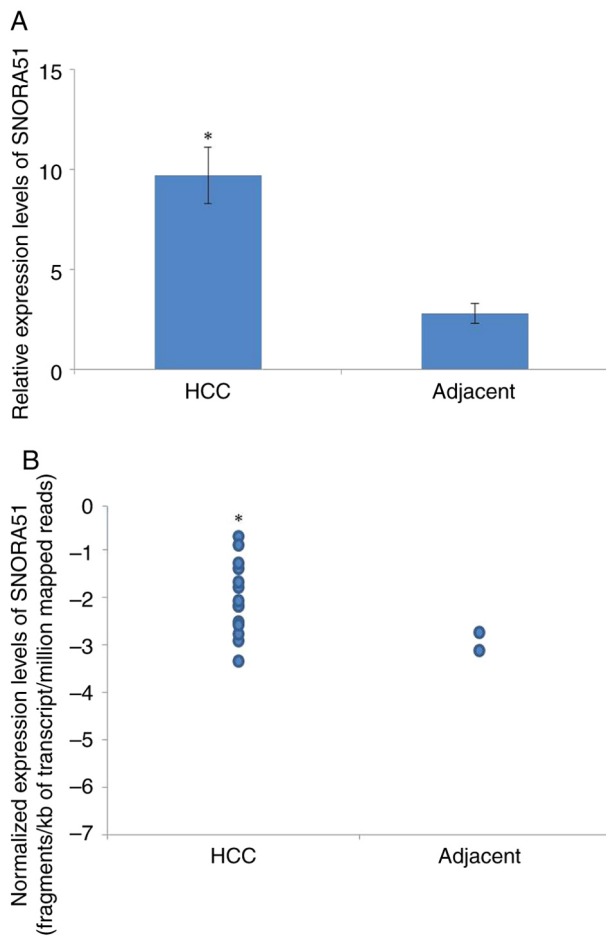 A
Relative expression levels of SNORA51
15
10
5
0
*
HCC
Adjacent
B
Normalized expression levels of SNORA51
(fragments/kb of transcript/million mapped reads)
0
–1
–2
–3
–4
–5
–6
–7
*
HCC
Adjacent